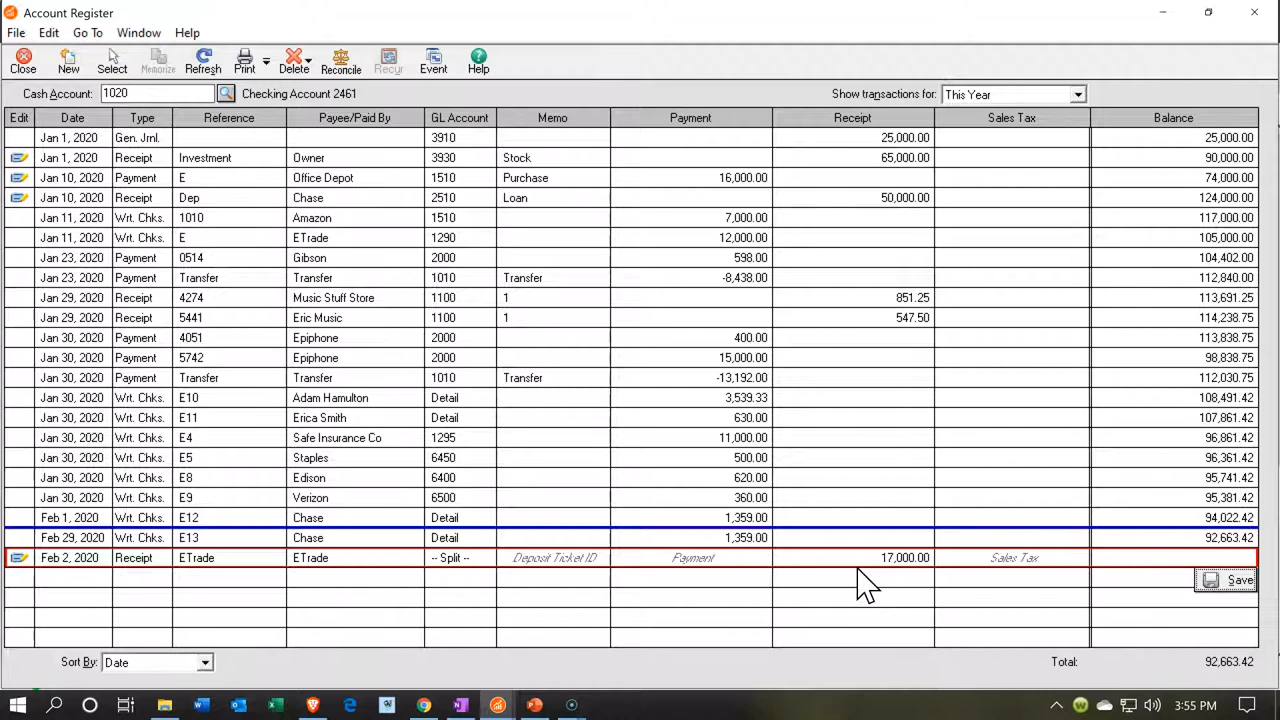 Account Register
File Edit Go To Window Help
Close New Select Memorize Refresh Print Delete Reconcile Recur Event Help
Cash Account: 1020 Checking Account 2461 Show transactions for: This Year
Edit Date Type Reference Payee/Paid By GL Account Memo Payment Receipt Sales Tax Balance
Jan 1, 2020 Gen. Jrnl. 3910 25,000.00 25,000.00
Jan 1, 2020 Receipt Investment Owner 3930 Stock 65,000.00 90,000.00
Jan 10, 2020 Payment E Office Depot 1510 Purchase 16,000.00 74,000.00
Jan 10, 2020 Receipt Dep Chase 2510 Loan 50,000.00 124,000.00
Jan 11, 2020 Wrt. Chks. 1010 Amazon 1510 7,000.00 117,000.00
Jan 11, 2020 Wrt. Chks. E ETrade 1290 12,000.00 105,000.00
Jan 23, 2020 Payment 0514 Gibson 2000 598.00 104,402.00
Jan 23, 2020 Payment Transfer Transfer 1010 Transfer -8,438.00 112,840.00
Jan 29, 2020 Receipt 4274 Music Stuff Store 1100 1 851.25 113,691.25
Jan 29, 2020 Receipt 5441 Eric Music 1100 1 547.50 114,238.75
Jan 30, 2020 Payment 4051 Epiphone 2000 400.00 113,838.75
Jan 30, 2020 Payment 5742 Epiphone 2000 15,000.00 98,838.75
Jan 30, 2020 Payment Transfer Transfer 1010 Transfer -13,192.00 112,030.75
Jan 30, 2020 Wrt. Chks. E10 Adam Hamulton Detail 3,539.33 108,491.42
Jan 30, 2020 Wrt. Chks. E11 Erica Smith Detail 630.00 107,861.42
Jan 30, 2020 Wrt. Chks. E4 Safe Insurance Co 1295 11,000.00 96,861.42
Jan 30, 2020 Wrt. Chks. E5 Staples 6450 500.00 96,361.42
Jan 30, 2020 Wrt. Chks. E8 Edison 6400 620.00 95,741.42
Jan 30, 2020 Wrt. Chks. E9 Verizon 6500 360.00 95,381.42
Feb 1, 2020 Wrt. Chks. E12 Chase Detail 1,359.00 94,022.42
Feb 29, 2020 Wrt. Chks. E13 Chase Detail 1,359.00 92,663.42
Feb 2, 2020 Receipt ETrade ETrade -- Split -- Deposit Ticket ID Payment 17,000.00 Sales Tax
Save
Sort By: Date Total: 92,663.42
3:55 PM